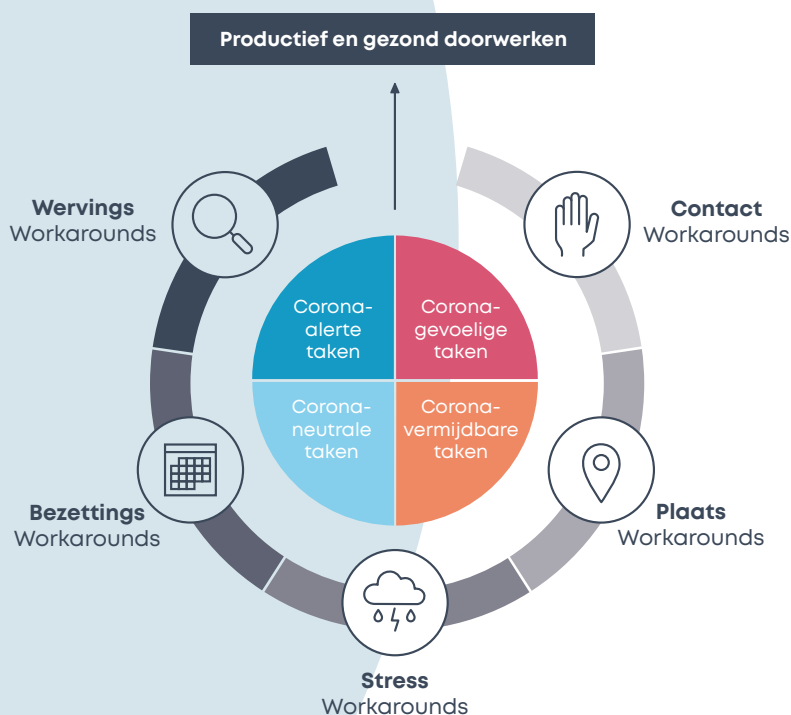 Productief en gezond doorwerken
Wervings
Workarounds
Contact
Workarounds
Corona-
alerte
taken
Corona-
gevoelige
taken
Corona-
neutrale
taken
Corona-
vermijdbare
taken
Bezettings
Workarounds
Plaats
Workarounds
Stress
Workarounds